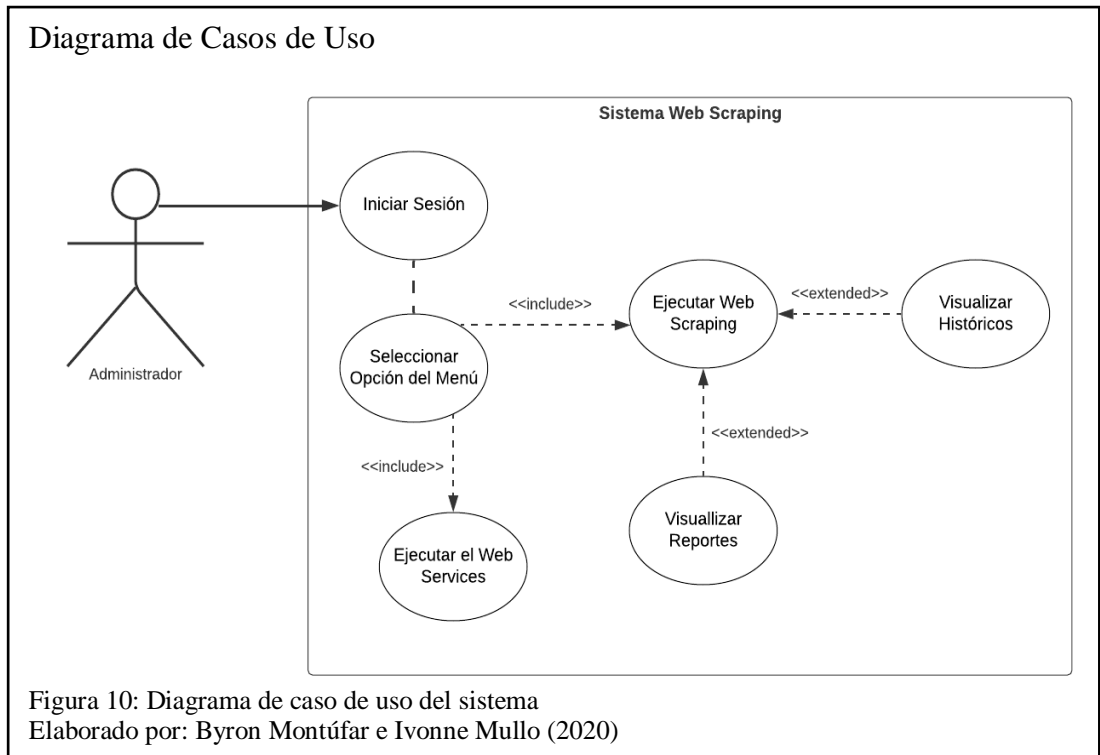 Diagrama de Casos de Uso
Sistema Web Scraping
Iniciar Sesión
Administrador
<<include>>
Ejecutar Web
Scraping
<<extended>>
Visualizar
Históricos
Seleccionar
Opción del Menú
<<extended>>
<<include>>
Visuallizar
Reportes
Ejecutar el Web
Services
Figura 10: Diagrama de caso de uso del sistema
Elaborado por: Byron Montúfar e Ivonne Mullo (2020)